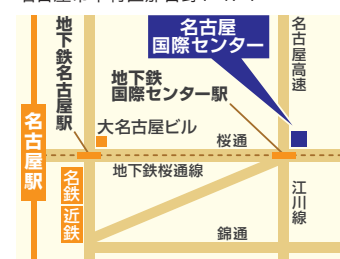 地下鉄名古屋駅
名古屋
国際センター
名古屋高速
地下鉄
国際センター駅
名古屋駅
大名古屋ビル
桜通
地下鉄桜通線
名鉄
近鉄
江川線
錦通